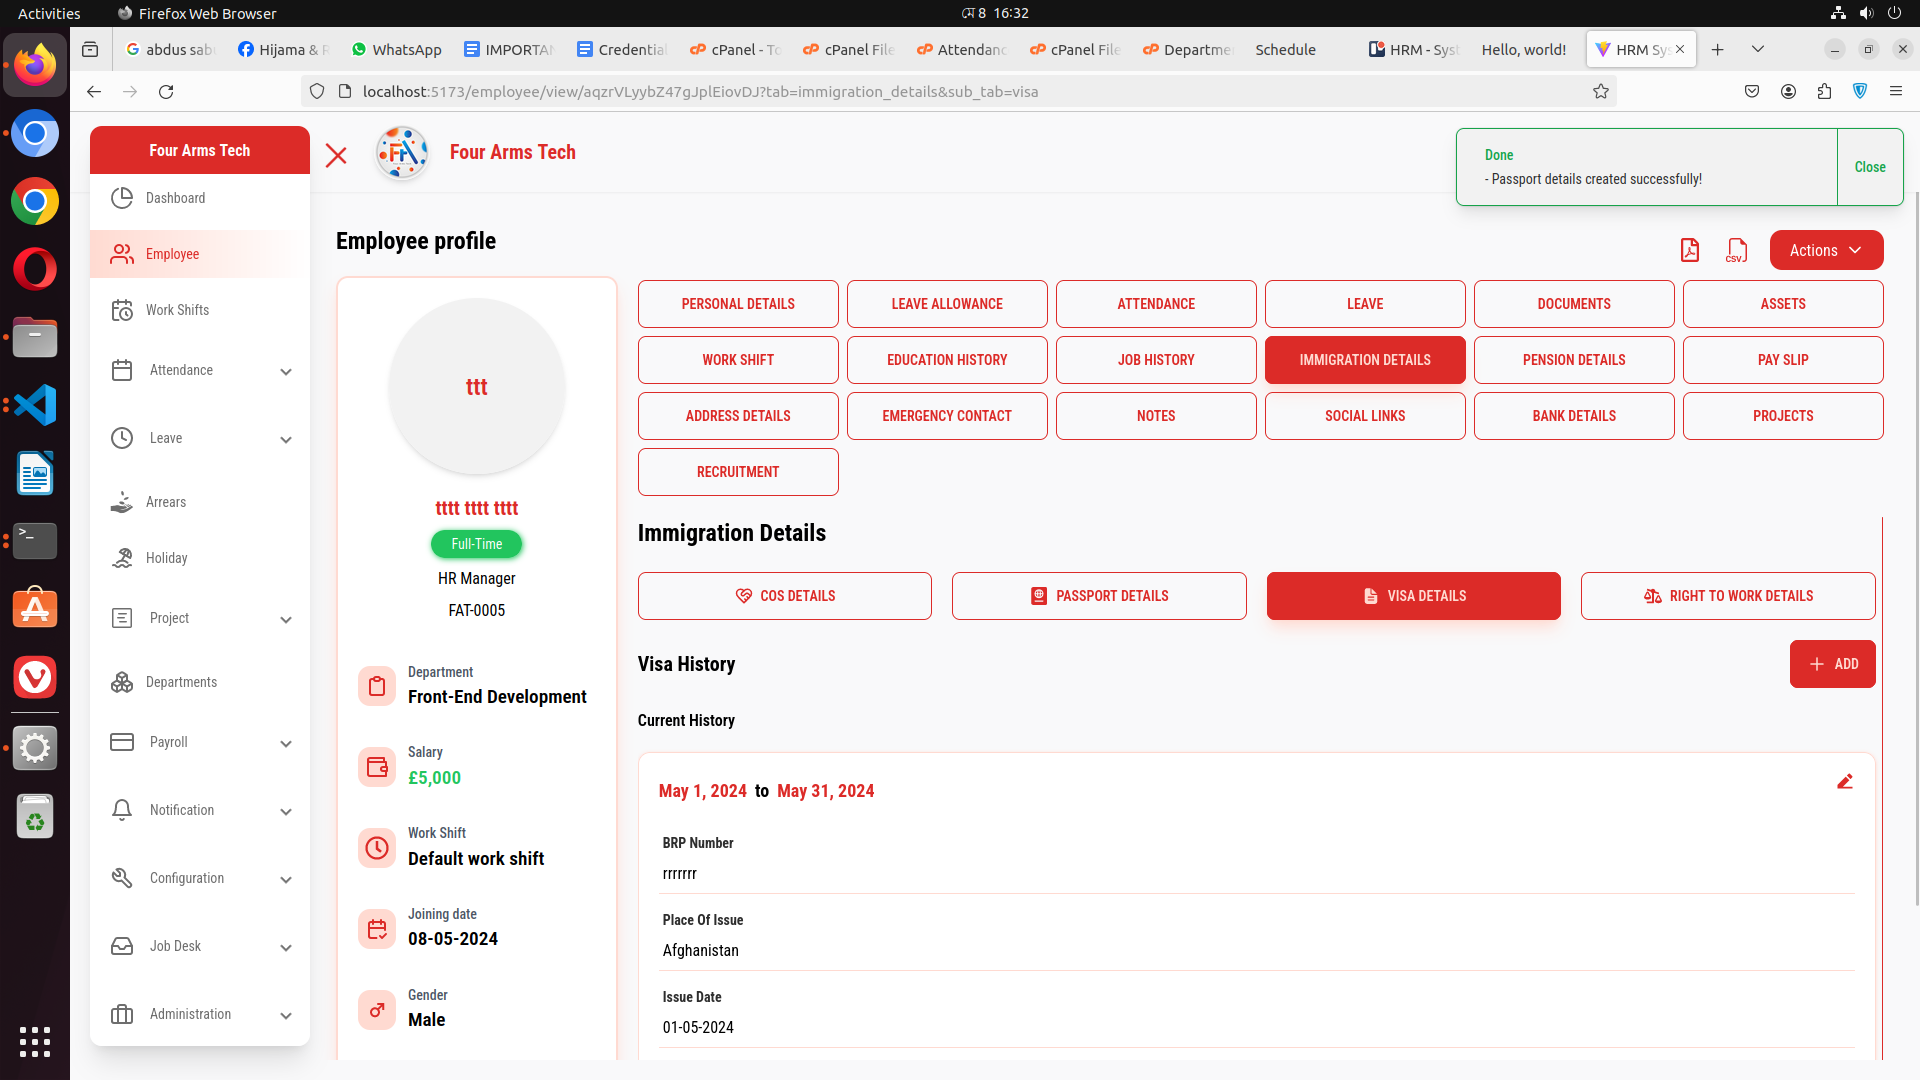 Activities
Firefox Web Browser
16:32
abdus sab
Hijama & R
WhatsApp
IMPORTAN
Credential
cPanel - To
cPanel File
Attendanc
cPanel File
Departme
Schedule
HRM - Syst
Hello, world!
HRM Sys
localhost:5173/employee/view/aqzrVLyybZ47gJplEiovDJ?tab=immigration_details&sub_tab=visa
Four Arms Tech
Four Arms Tech
Done
- Passport details created successfully!
Close
Dashboard
Employee
Work Shifts
Attendance
Leave
Arrears
Holiday
Project
Departments
Payroll
Notification
Configuration
Job Desk
Administration
Employee profile
CSV
Actions
ttt
tttt tttt tttt
Full-Time
HR Manager
FAT-0005
Department
Front-End Development
Salary
£5,000
Work Shift
Default work shift
Joining date
08-05-2024
Gender
Male
PERSONAL DETAILS
LEAVE ALLOWANCE
ATTENDANCE
LEAVE
DOCUMENTS
ASSETS
WORK SHIFT
EDUCATION HISTORY
JOB HISTORY
IMMIGRATION DETAILS
PENSION DETAILS
PAY SLIP
ADDRESS DETAILS
EMERGENCY CONTACT
NOTES
SOCIAL LINKS
BANK DETAILS
PROJECTS
RECRUITMENT
Immigration Details
COS DETAILS
PASSPORT DETAILS
VISA DETAILS
RIGHT TO WORK DETAILS
Visa History
ADD
Current History
May 1, 2024 to May 31, 2024
BRP Number
rrrrrrr
Place Of Issue
Afghanistan
Issue Date
01-05-2024